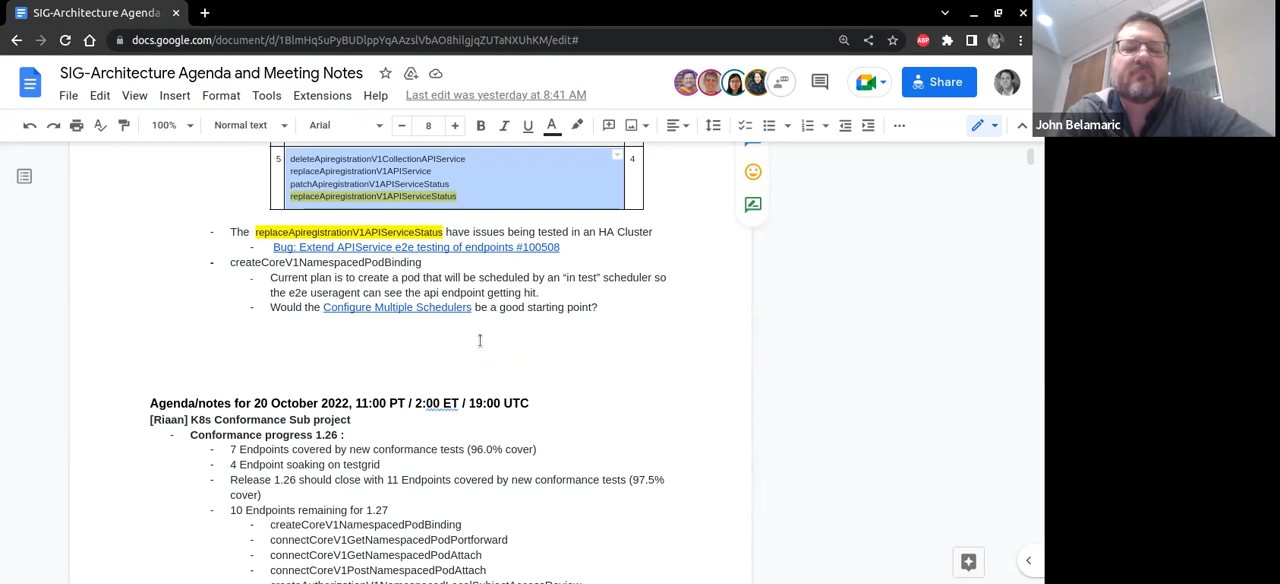 SIG-Architecture Agenda
docs.google.com/document/d/1BlmHq5uPyBUDlppYqAAzslVbAO8hilgjqZUTaNXUhKM/edit#
ABP
SIG-Architecture Agenda and Meeting Notes
File Edit View Insert Format Tools Extensions Help Last edit was yesterday at 8:41 AM
Share
John Belamaric
100% Normal text Arial 8 B I U A
5 deleteApiregistrationV1CollectionAPIService 4
replaceApiregistrationV1APIService
patchApiregistrationV1APIServiceStatus
replaceApiregistrationV1APIServiceStatus
- The replaceApiregistrationV1APIServiceStatus have issues being tested in an HA Cluster
- Bug: Extend APIService e2e testing of endpoints #100508
- createCoreV1NamespacedPodBinding
- Current plan is to create a pod that will be scheduled by an “in test” scheduler so
the e2e useragent can see the api endpoint getting hit.
- Would the Configure Multiple Schedulers be a good starting point?
Agenda/notes for 20 October 2022, 11:00 PT / 2:00 ET / 19:00 UTC
[Riaan] K8s Conformance Sub project
- Conformance progress 1.26 :
- 7 Endpoints covered by new conformance tests (96.0% cover)
- 4 Endpoint soaking on testgrid
- Release 1.26 should close with 11 Endpoints covered by new conformance tests (97.5%
cover)
- 10 Endpoints remaining for 1.27
- createCoreV1NamespacedPodBinding
- connectCoreV1GetNamespacedPodPortforward
- connectCoreV1GetNamespacedPodAttach
- connectCoreV1PostNamespacedPodAttach
- createAuthorizationV1NamespacedLocalSubjectAccessReview